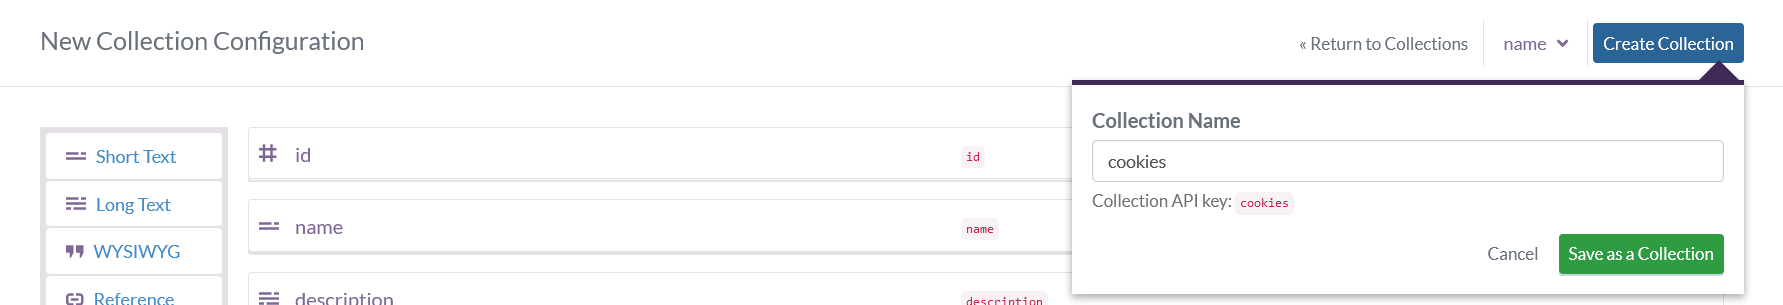 New Collection Configuration
« Return to Collections
name
Create Collection
Short Text
Long Text
WYSIWYG
Reference
id
id
name
name
description
description
Collection Name
cookies
Collection API key: cookies
Cancel
Save as a Collection